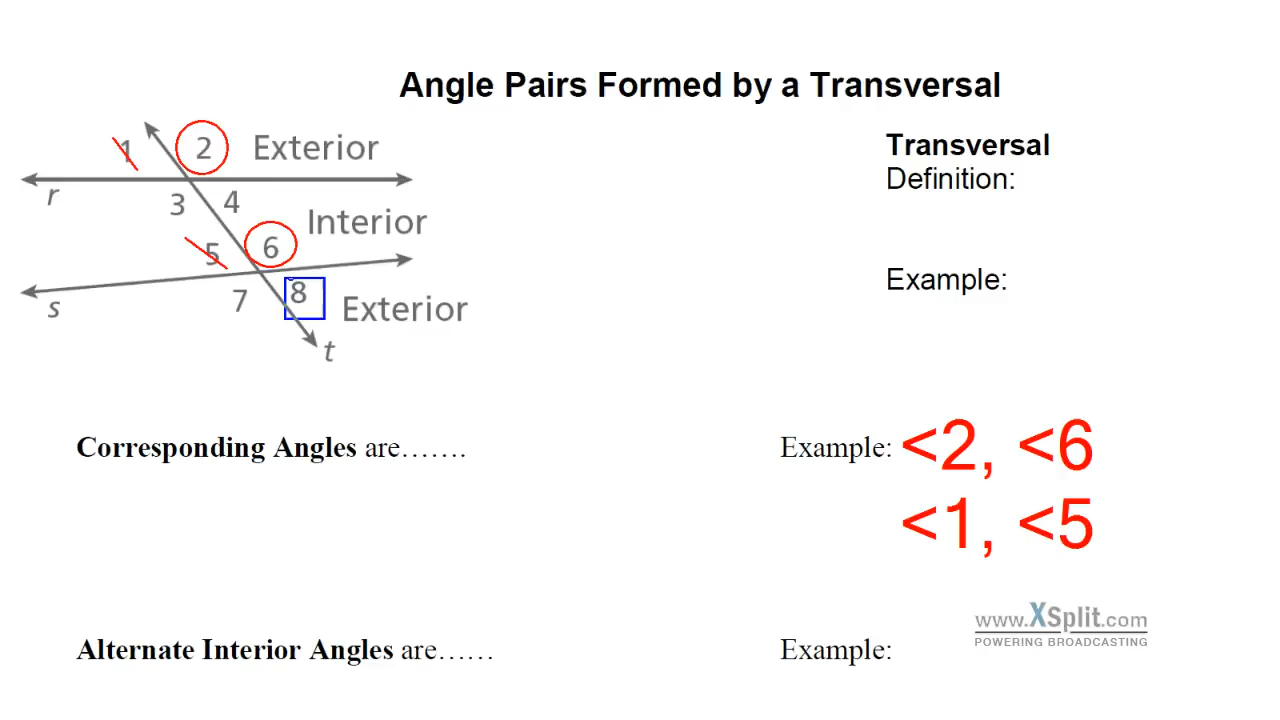 Angle Pairs Formed by a Transversal
1 2 Exterior
r
3 4
Interior
5 6
s
7 8 Exterior
t
Transversal
Definition:
Example:
Corresponding Angles are…….
Example: <2, <6
<1, <5
www.XSplit.com
POWERING BROADCASTING
Alternate Interior Angles are……
Example: